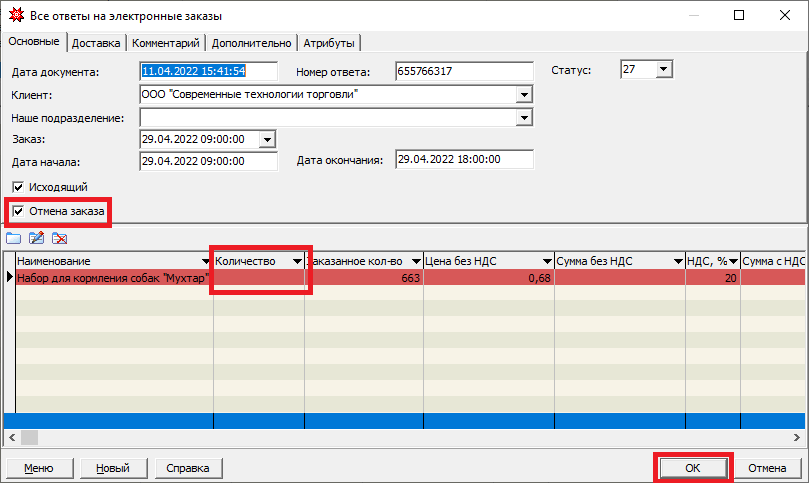 Все ответы на электронные заказы
Основные Доставка Комментарий Дополнительно Атрибуты
Дата документа: 11.04.2022 15:41:54 Номер ответа: 655766317 Статус: 27
Клиент: ООО "Современные технологии торговли"
Наше подразделение:
Заказ: 29.04.2022 09:00:00
Дата начала: 29.04.2022 09:00:00 Дата окончания: 29.04.2022 18:00:00
Исходящий
Отмена заказа
Наименование Количество Заказанное кол-во Цена без НДС Сумма без НДС НДС, % Сумма с НДС
Набор для кормления собак "Мухтар" 663 0,68 20
Меню Новый Справка OK Отмена